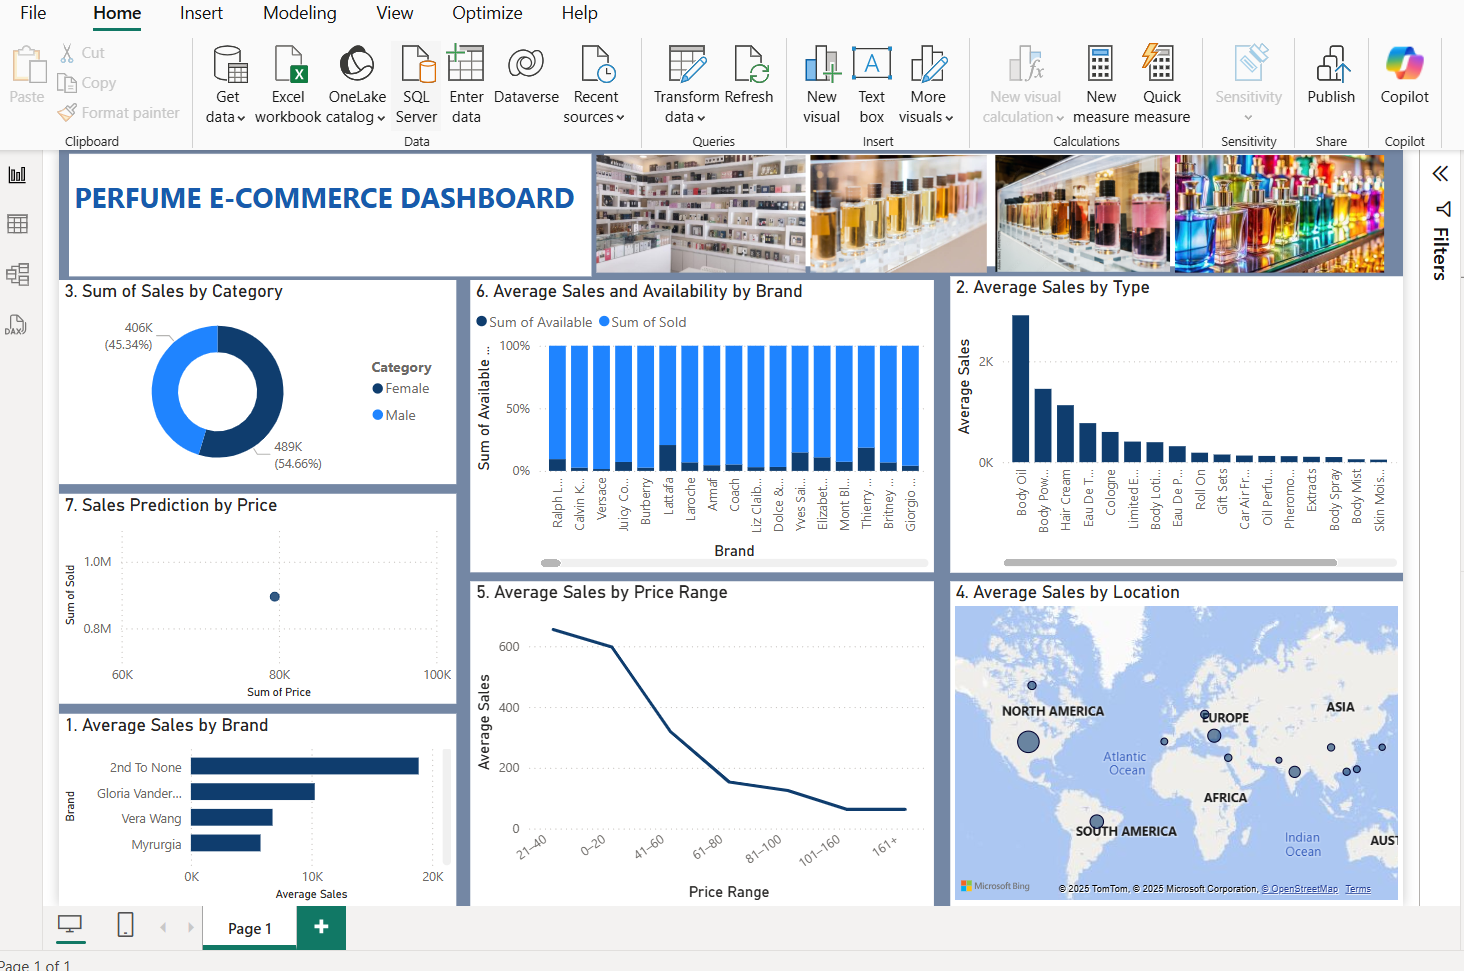 File Home Insert Modeling View Optimize Help
Paste
Cut
Copy
Format painter
Clipboard
Get data
Excel workbook
OneLake catalog
SQL Server
Enter data
Dataverse
Recent sources
Data
Transform data
Refresh
Queries
New visual
Text box
More visuals
Insert
New visual calculation
New measure
Quick measure
Calculations
Sensitivity
Sensitivity
Publish
Share
Copilot
Copilot
DAX
Filters
PERFUME E-COMMERCE DASHBOARD
3. Sum of Sales by Category
406K
(45.34%)
489K
(54.66%)
Category
Female
Male
7. Sales Prediction by Price
Sum of Sold
1.0M
0.8M
60K 80K 100K
Sum of Price
1. Average Sales by Brand
Brand
2nd To None
Gloria Vander...
Vera Wang
Myrurgia
0K 10K 20K
Average Sales
6. Average Sales and Availability by Brand
Sum of Available Sum of Sold
Sum of Available ...
100%
50%
0%
Ralph L...
Calvin K...
Versace
Juicy Co...
Burberry
Lattafa
Laroche
Armaf
Coach
Liz Claib...
Dolce &...
Yves Sai...
Elizabet...
Mont Bl...
Thierry ...
Britney ...
Giorgio ...
Brand
5. Average Sales by Price Range
Average Sales
600
400
200
0
21–40
0–20
41–60
61–80
81–100
101–160
161+
Price Range
2. Average Sales by Type
Average Sales
2K
0K
Body Oil
Body Pow...
Hair Cream
Eau De T...
Cologne
Limited E...
Body Loti...
Eau De P...
Roll On
Gift Sets
Car Air Fr...
Oil Perfu...
Pheromo...
Extracts
Body Spray
Body Mist
Skin Mois...
4. Average Sales by Location
NORTH AMERICA
EUROPE
ASIA
Atlantic
Ocean
AFRICA
SOUTH AMERICA
Indian
Ocean
AUST
Microsoft Bing
© 2025 TomTom, © 2025 Microsoft Corporation, © OpenStreetMap Terms
Page 1
Page 1 of 1